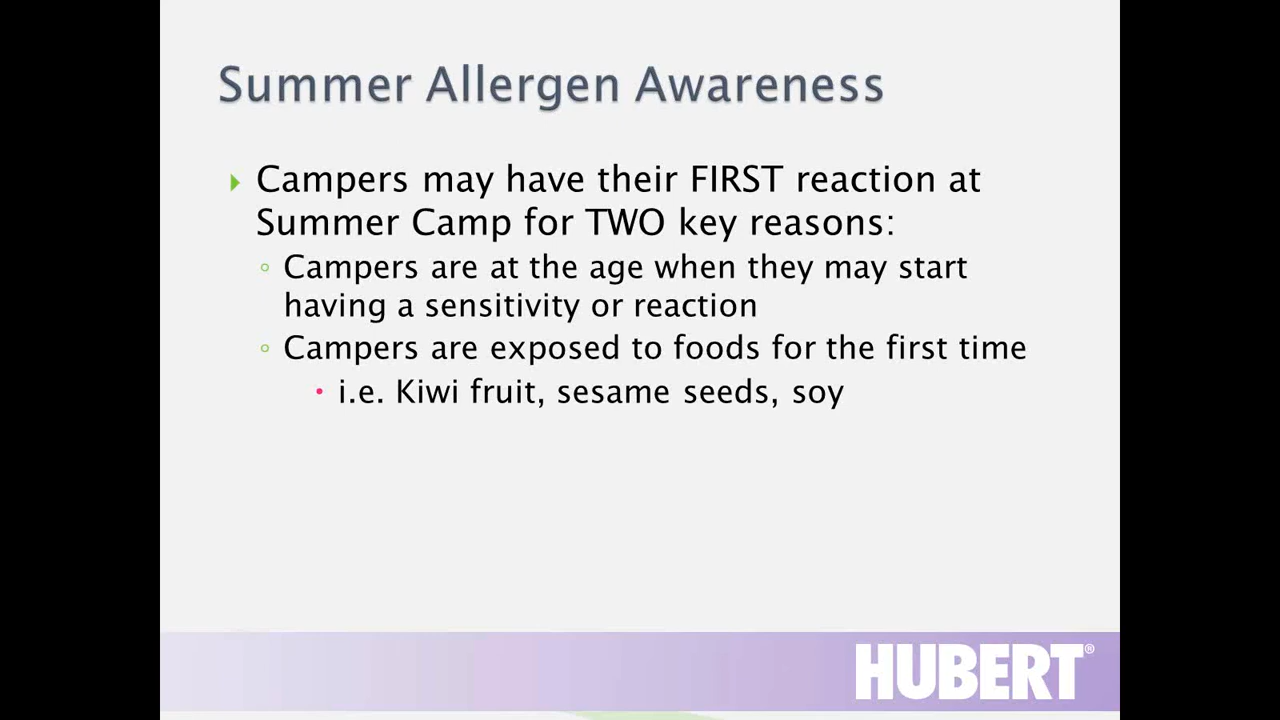 Summer Allergen Awareness
Campers may have their FIRST reaction at
Summer Camp for TWO key reasons:
Campers are at the age when they may start
having a sensitivity or reaction
Campers are exposed to foods for the first time
i.e. Kiwi fruit, sesame seeds, soy
HUBERT®